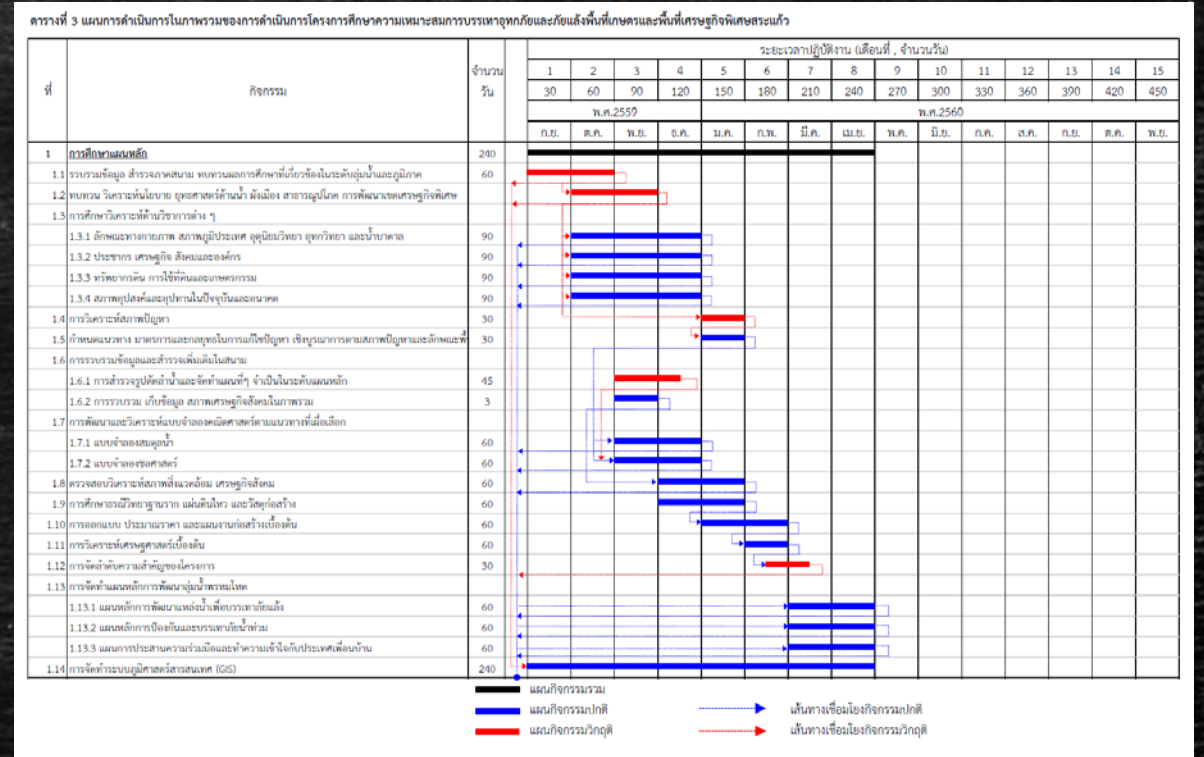 ตารางที่ 3 แผนการดำเนินการในภาพรวมของการดำเนินการโครงการศึกษาความเหมาะสมการบรรเทาอุทกภัยและภัยแล้งพื้นที่เกษตรและพื้นที่เศรษฐกิจพิเศษสระแก้ว
ระยะเวลาปฏิบัติงาน (เดือนที่ , จำนวนวัน)
ที่ กิจกรรม จำนวนวัน 1 2 3 4 5 6 7 8 9 10 11 12 13 14 15
30 60 90 120 150 180 210 240 270 300 330 360 390 420 450
พ.ศ.2559 พ.ศ.2560
ก.ย. ต.ค. พ.ย. ธ.ค. ม.ค. ก.พ. มี.ค. เม.ย. พ.ค. มิ.ย. ก.ค. ส.ค. ก.ย. ต.ค. พ.ย.
1 การศึกษาแผนหลัก 240
1.1 รวบรวมข้อมูล สำรวจภาคสนาม ทบทวนผลการศึกษาที่เกี่ยวข้องในระดับลุ่มน้ำและภูมิภาค 60
1.2 ทบทวน วิเคราะห์นโยบาย ยุทธศาสตร์ด้านน้ำ ผังเมือง สาธารณูปโภค การพัฒนาเขตเศรษฐกิจพิเศษ
1.3 การศึกษาวิเคราะห์ด้านวิชาการต่าง ๆ
1.3.1 ลักษณะทางกายภาพ สภาพภูมิประเทศ อุตุนิยมวิทยา อุทกวิทยา และน้ำบาดาล 90
1.3.2 ประชากร เศรษฐกิจ สังคมและองค์กร 90
1.3.3 ทรัพยากรดิน การใช้ที่ดินและเกษตรกรรม 90
1.3.4 สภาพอุปสงค์และอุปทานในปัจจุบันและอนาคต 90
1.4 การวิเคราะห์สภาพปัญหา 30
1.5 กำหนดแนวทาง มาตรการและกลยุทธในการแก้ไขปัญหา เชิงบูรณาการตามสภาพปัญหาและลักษณะพื้ 30
1.6 การรวบรวมข้อมูลและสำรวจเพิ่มเติมในสนาม
1.6.1 การสำรวจรูปตัดลำน้ำและจัดทำแผนที่ๆ จำเป็นในระดับแผนหลัก 45
1.6.2 การรวบรวม เก็บข้อมูล สภาพเศรษฐกิจสังคมในภาพรวม 3
1.7 การพัฒนาและวิเคราะห์แบบจำลองคณิตศาสตร์ตามแนวทางที่เผื่อเลือก
1.7.1 แบบจำลองสมดุลน้ำ 60
1.7.2 แบบจำลองชลศาสตร์ 60
1.8 ตรวจสอบวิเคราะห์สภาพสิ่งแวดล้อม เศรษฐกิจสังคม 60
1.9 การศึกษาธรณีวิทยาฐานราก แผ่นดินไหว และวัสดุก่อสร้าง 60
1.10 การออกแบบ ประมาณราคา และแผนงานก่อสร้างเบื้องต้น 60
1.11 การวิเคราะห์เศรษฐศาสตร์เบื้องต้น 60
1.12 การจัดลำดับความสำคัญของโครงการ 30
1.13 การจัดทำแผนหลักการพัฒนาลุ่มน้ำพรหมโหด
1.13.1 แผนหลักการพัฒนาแหล่งน้ำเพื่อบรรเทาภัยแล้ง 60
1.13.2 แผนหลักการป้องกันและบรรเทาภัยน้ำท่วม 60
1.13.3 แผนการประสานความร่วมมือและทำความเข้าใจกับประเทศเพื่อนบ้าน 60
1.14 การจัดทำระบบภูมิศาสตร์สารสนเทศ (GIS) 240
แผนกิจกรรมรวม
แผนกิจกรรมปกติ เส้นทางเชื่อมโยงกิจกรรมปกติ
แผนกิจกรรมวิกฤติ เส้นทางเชื่อมโยงกิจกรรมวิกฤติ